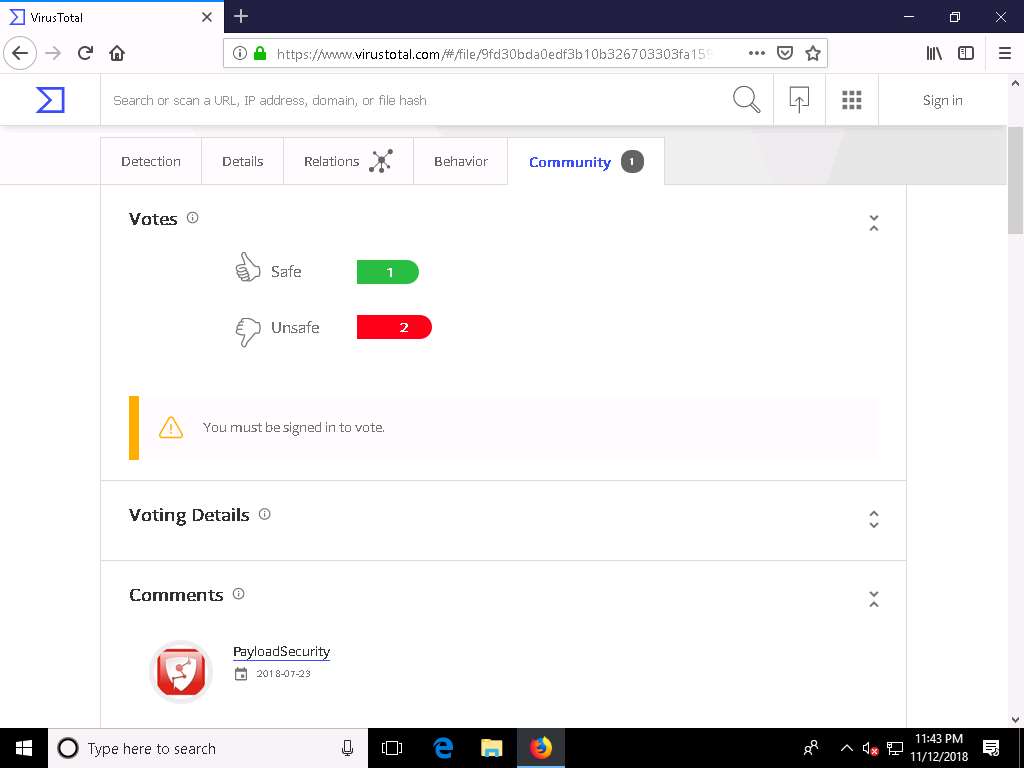 VirusTotal
https://www.virustotal.com/#/file/9fd30bda0edf3b10b326703303fa159
Search or scan a URL, IP address, domain, or file hash
Sign in
Detection
Details
Relations
Behavior
Community 1
Votes
Safe 1
Unsafe 2
You must be signed in to vote.
Voting Details
Comments
PayloadSecurity
2018-07-23
Type here to search
11:43 PM
11/12/2018